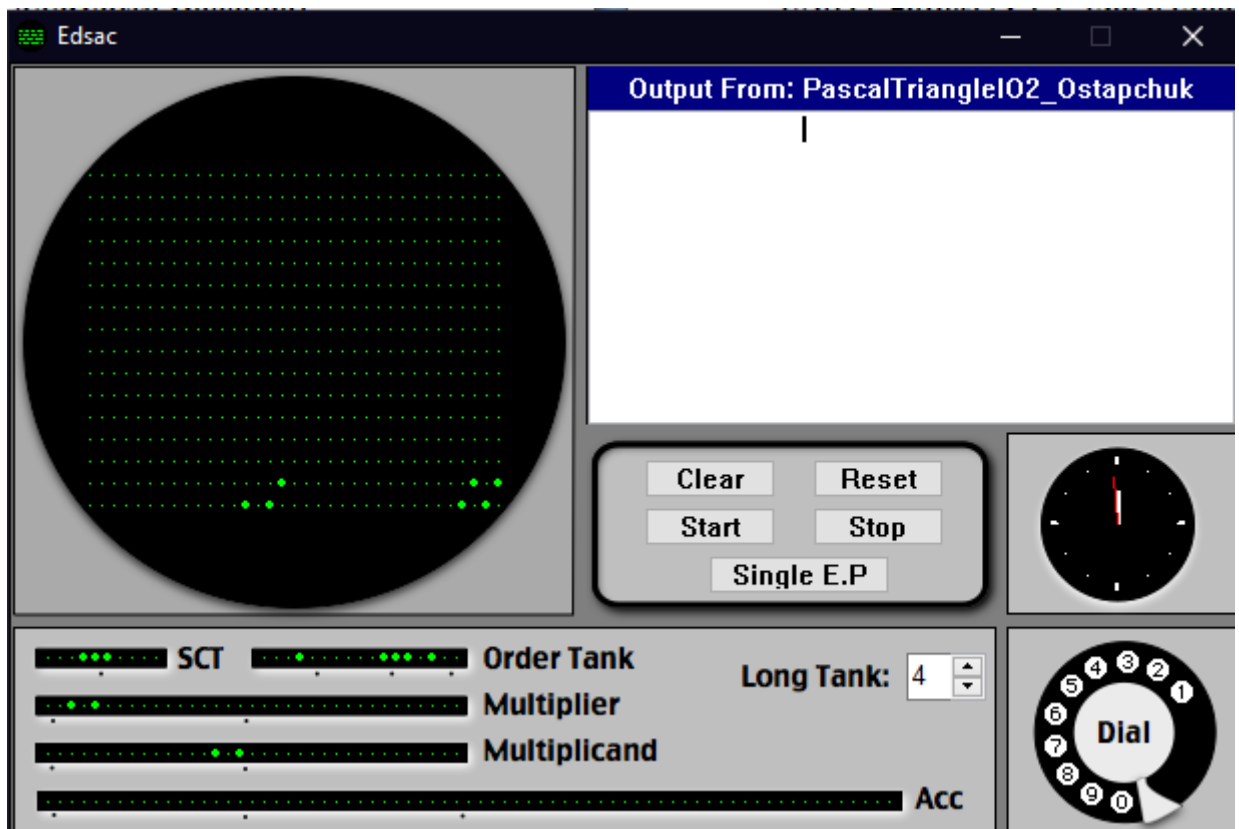 Edsac
Output From: PascalTriangleIO2_Ostapchuk
Clear Reset
Start Stop
Single E.P
SCT
Order Tank
Long Tank: 4
Multiplier
Multiplicand
Acc
1
2
3
4
5
6
7
8
9
0
Dial